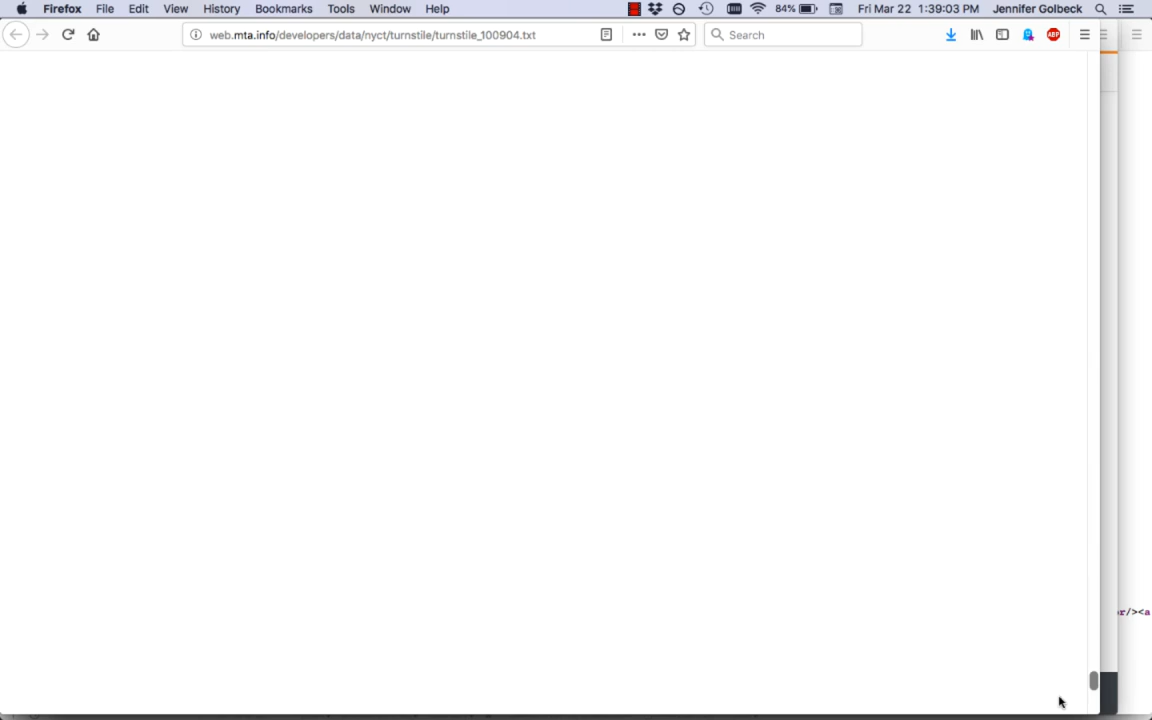 Firefox File Edit View History Bookmarks Tools Window Help 84% Fri Mar 22 1:39:03 PM Jennifer Golbeck
web.mta.info/developers/data/nyct/turnstile/turnstile_100904.txt Search ABP
r/><a